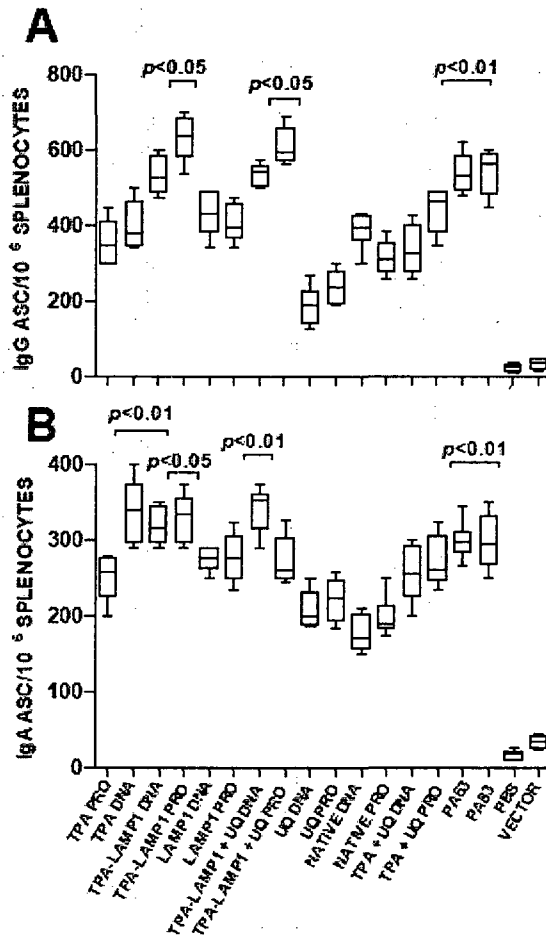 A
p<0.05
p<0.05
p<0.01
800
600
400
200
0
IgG ASC/10 6 SPLENOCYTES
B
p<0.01
p<0.05
p<0.01
p<0.01
400
300
200
100
0
IgA ASC/10 6 SPLENOCYTES
TPA PRO
TPA DNA
TPA-LAMP1 DNA
TPA-LAMP1 PRO
LAMP1 DNA
LAMP1 PRO
TPA-LAMP1 + UQ DNA
TPA-LAMP1 + UQ PRO
UQ DNA
UQ PRO
NATIVE DNA
NATIVE PRO
TPA + UQ DNA
TPA + UQ PRO
PA63
PA83
PBS
VECTOR